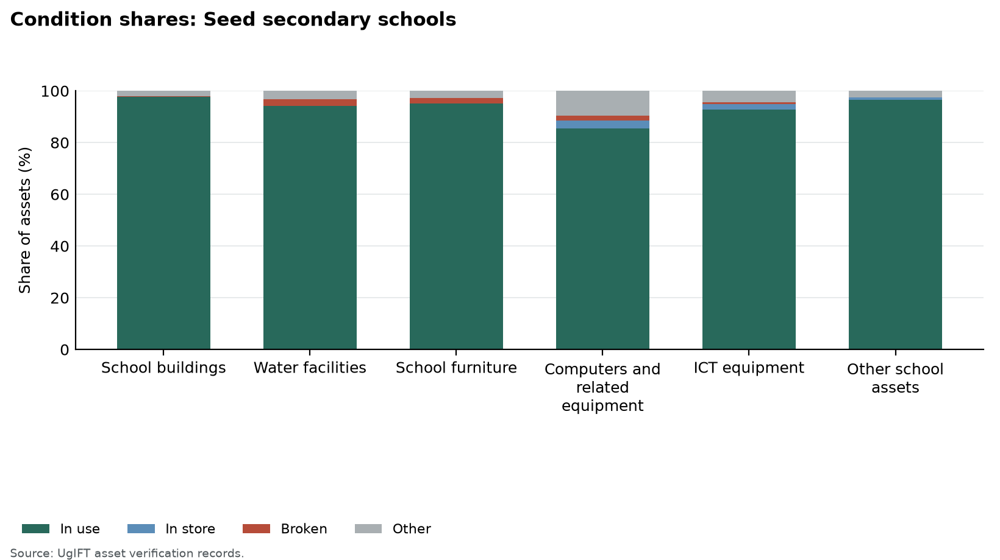 Condition shares: Seed secondary schools
Share of assets (%)
100
80
60
40
20
0
School buildings
Water facilities
School furniture
Computers and
related
equipment
ICT equipment
Other school
assets
In use
In store
Broken
Other
Source: UgIFT asset verification records.